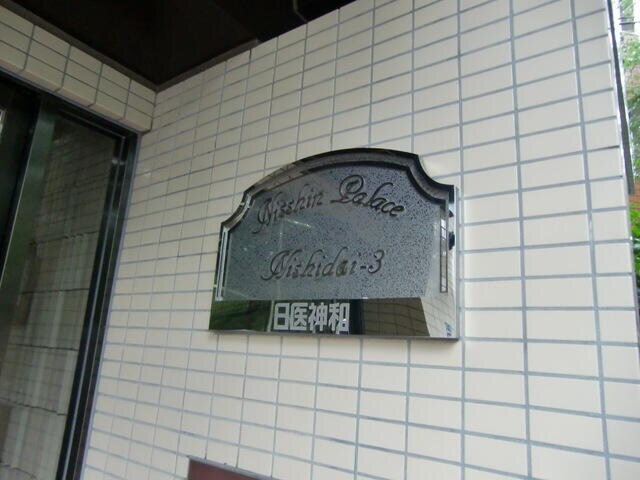 Nisshin Palace
Nishidai-3
日医神和